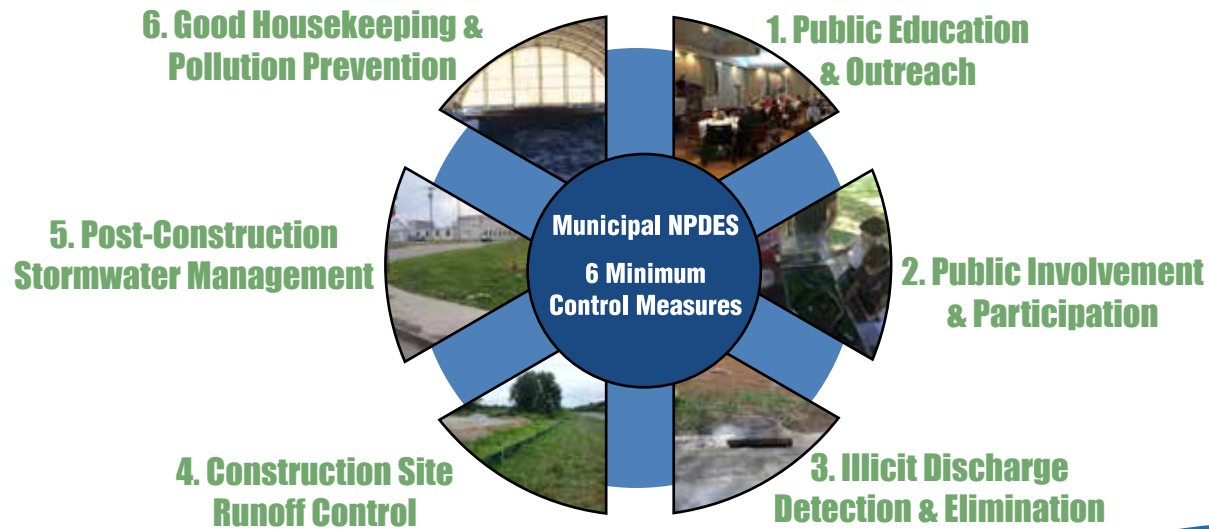 6. Good Housekeeping &
Pollution Prevention
1. Public Education
& Outreach
5. Post-Construction
Stormwater Management
Municipal NPDES
6 Minimum
Control Measures
2. Public Involvement
& Participation
4. Construction Site
Runoff Control
3. Illicit Discharge
Detection & Elimination